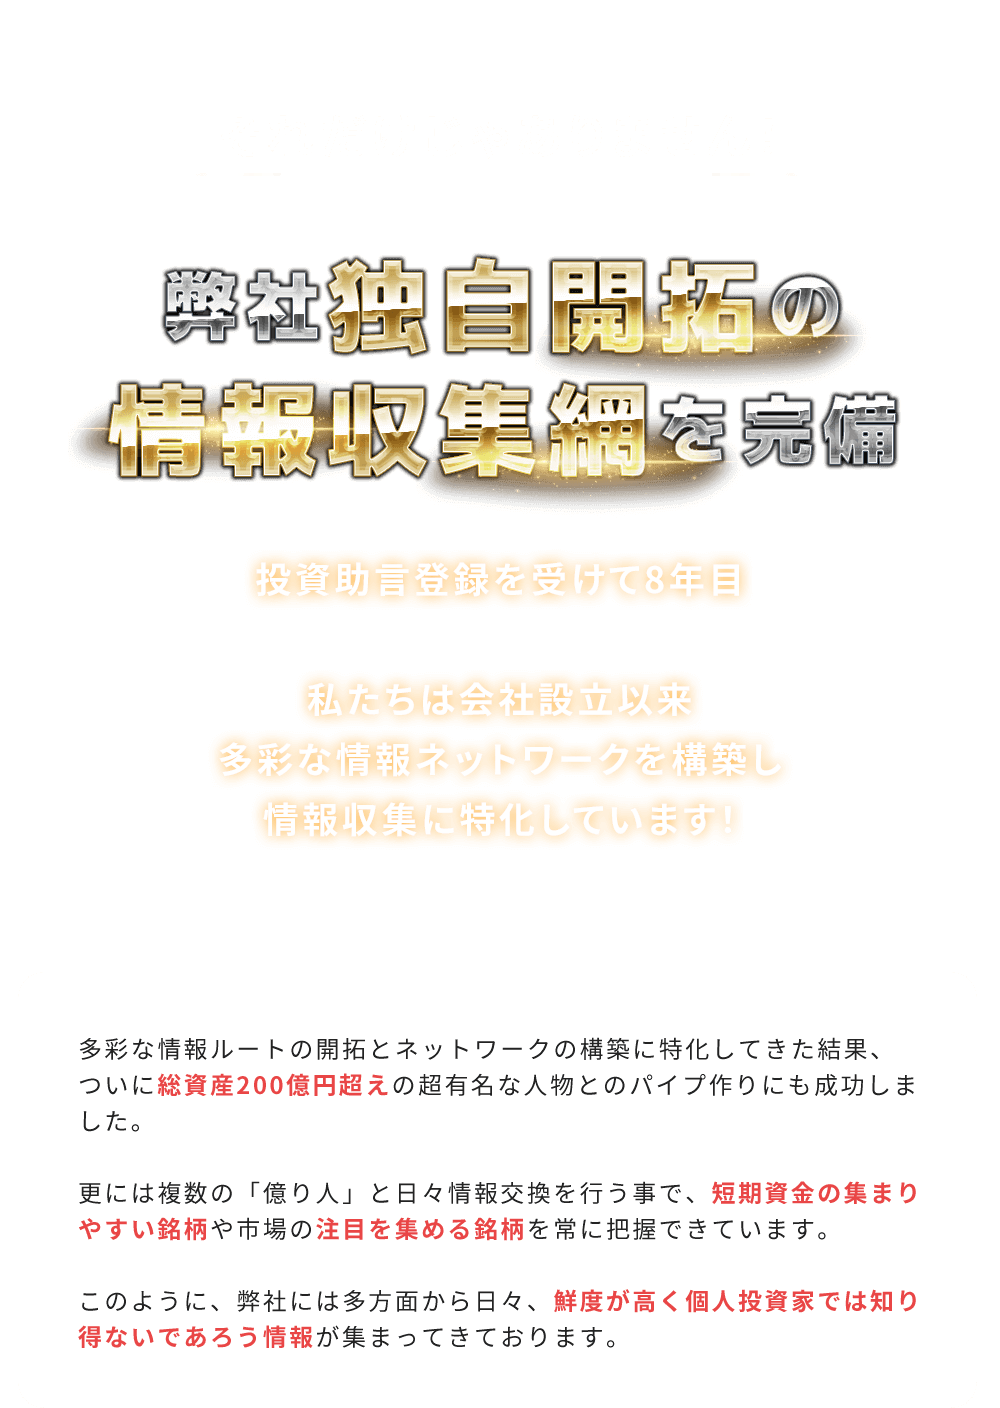 弊社独自開拓の
情報収集網を完備
投資助言登録を受けて8年目
私たちは会社設立以来
多彩な情報ネットワークを構築し
情報収集に特化しています!
多彩な情報ルートの開拓とネットワークの構築に特化してきた結果、
ついに総資産200億円超えの超有名な人物とのパイプ作りにも成功しま
した。
更には複数の「億り人」と日々情報交換を行う事で、短期資金の集まり
やすい銘柄や市場の注目を集める銘柄を常に把握できています。
このように、弊社には多方面から日々、鮮度が高く個人投資家では知り
得ないであろう情報が集まってきております。